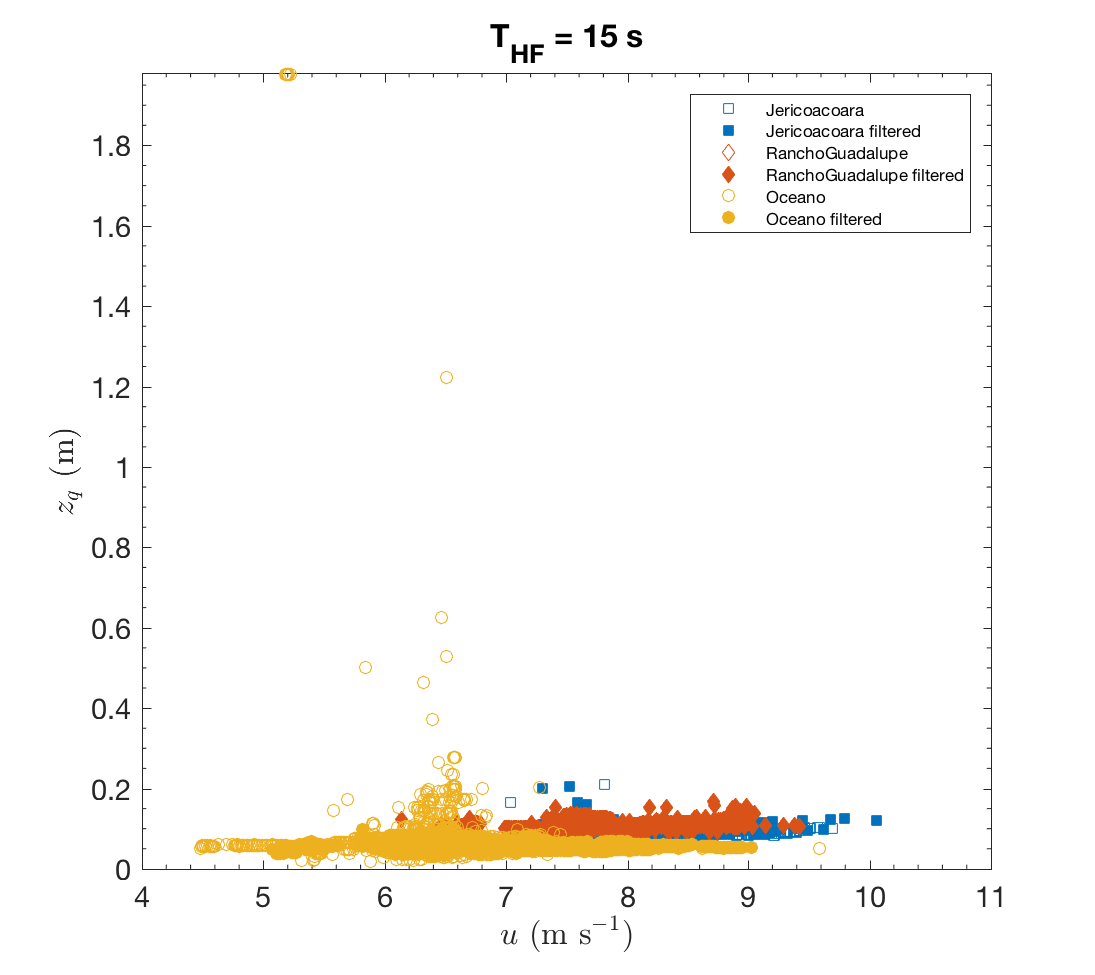 T_HF = 15 s
Jericoacoara
Jericoacoara filtered
RanchoGuadalupe
RanchoGuadalupe filtered
Oceano
Oceano filtered
1.8
1.6
1.4
1.2
1
0.8
0.6
0.4
0.2
0
z_q (m)
4 5 6 7 8 9 10 11
u (m s⁻¹)